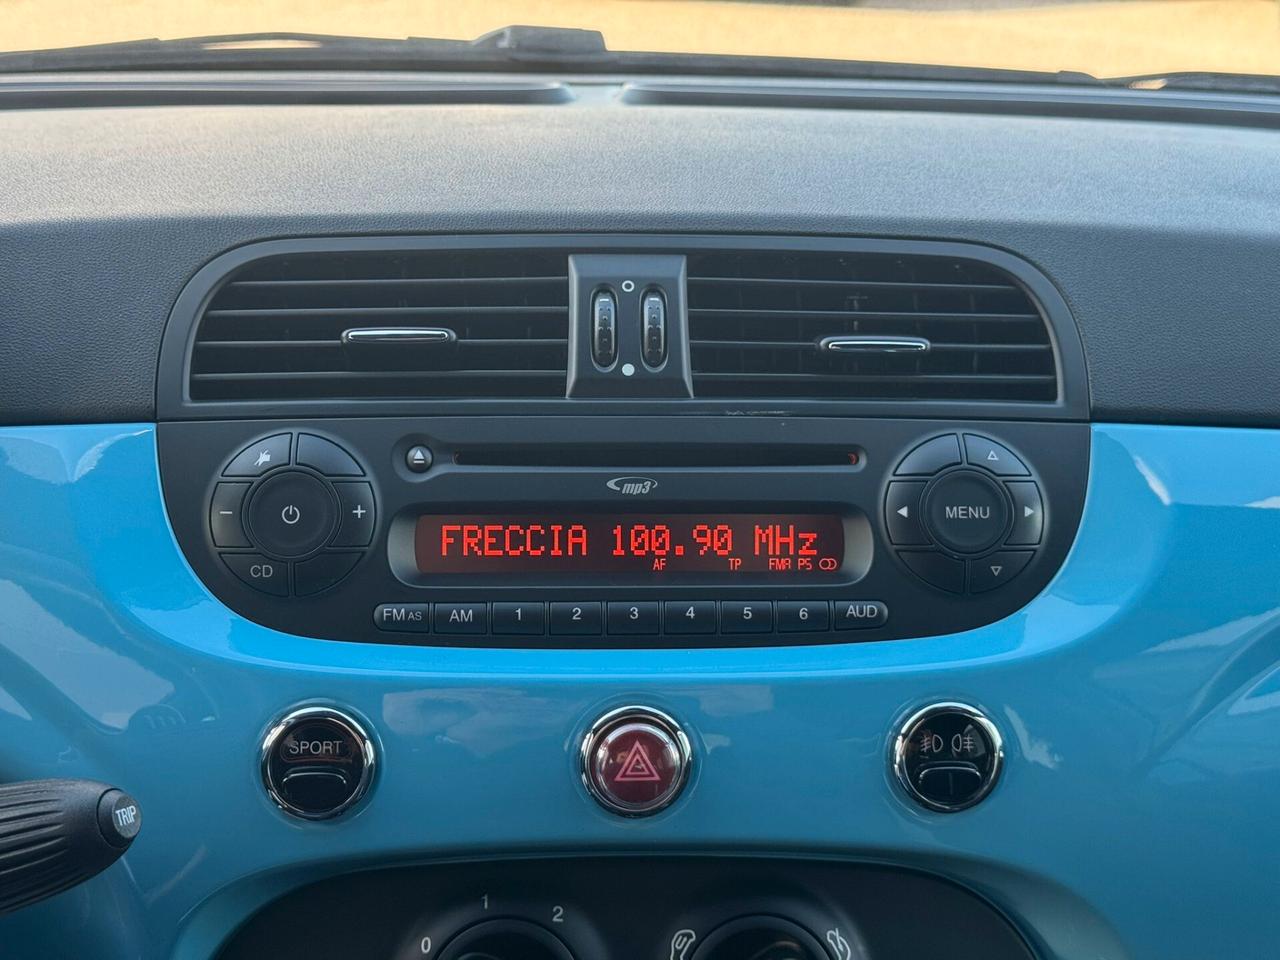 mp3
− + CD
FRECCIA 100.90 MHz
AF TP FMA PS
MENU
FM AS AM 1 2 3 4 5 6 AUD
SPORT
TRIP
0 1 2